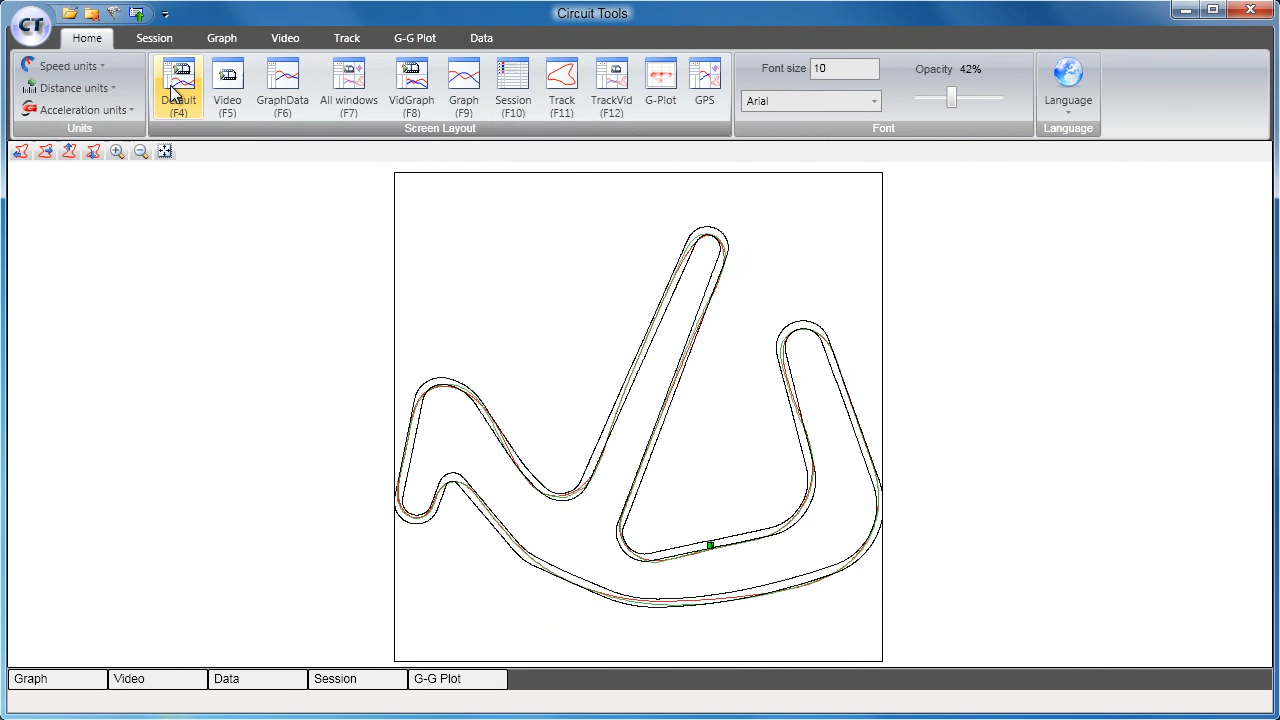 Circuit Tools
CT
Home Session Graph Video Track G-G Plot Data
Speed units
Distance units
Acceleration units
Units
Default (F4)
Video (F5)
GraphData (F6)
All windows (F7)
VidGraph (F8)
Graph (F9)
Session (F10)
Track (F11)
TrackVid (F12)
G-Plot
GPS
Screen Layout
Font size 10
Arial
Opacity 42%
Font
Language
Language
Graph Video Data Session G-G Plot